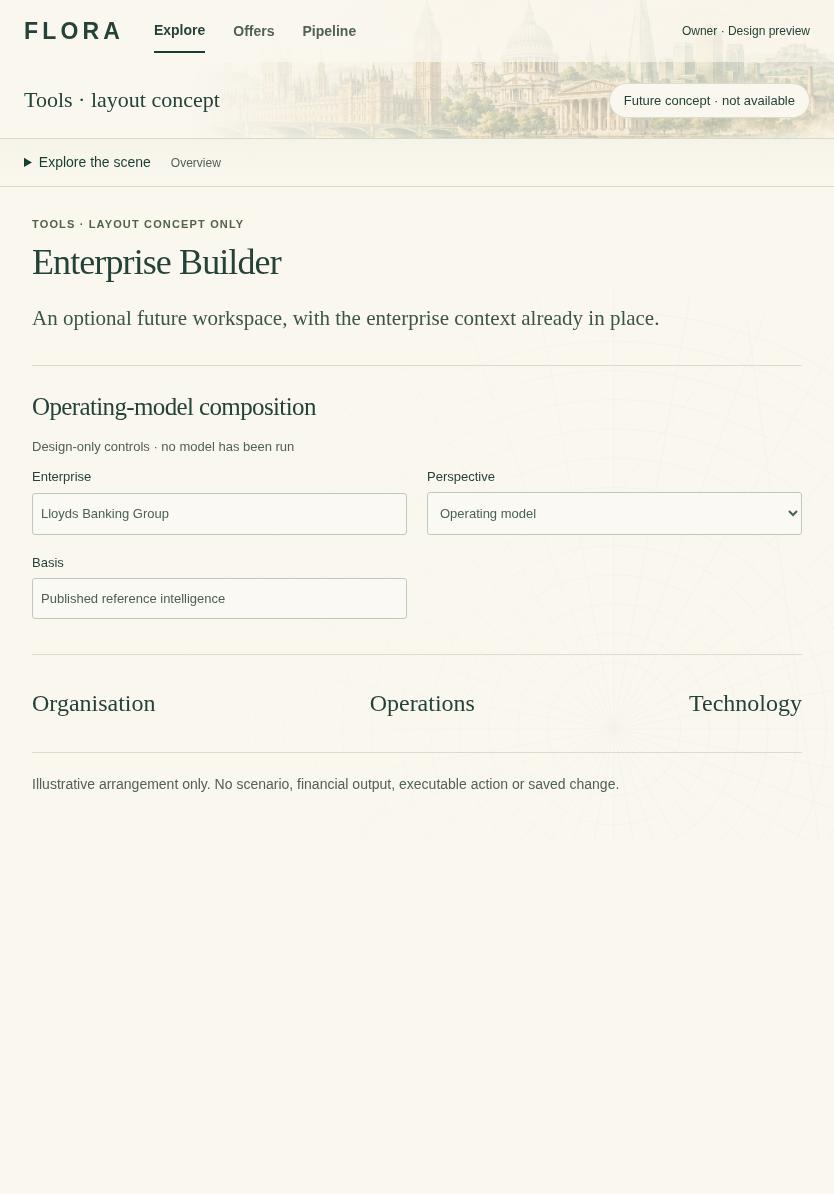 FLORA
Explore
Offers
Pipeline
Owner · Design preview
Tools · layout concept
Future concept · not available
Explore the scene
Overview
TOOLS · LAYOUT CONCEPT ONLY
Enterprise Builder
An optional future workspace, with the enterprise context already in place.
Operating-model composition
Design-only controls · no model has been run
Enterprise
Perspective
Lloyds Banking Group
Operating model
Basis
Published reference intelligence
Organisation
Operations
Technology
Illustrative arrangement only. No scenario, financial output, executable action or saved change.